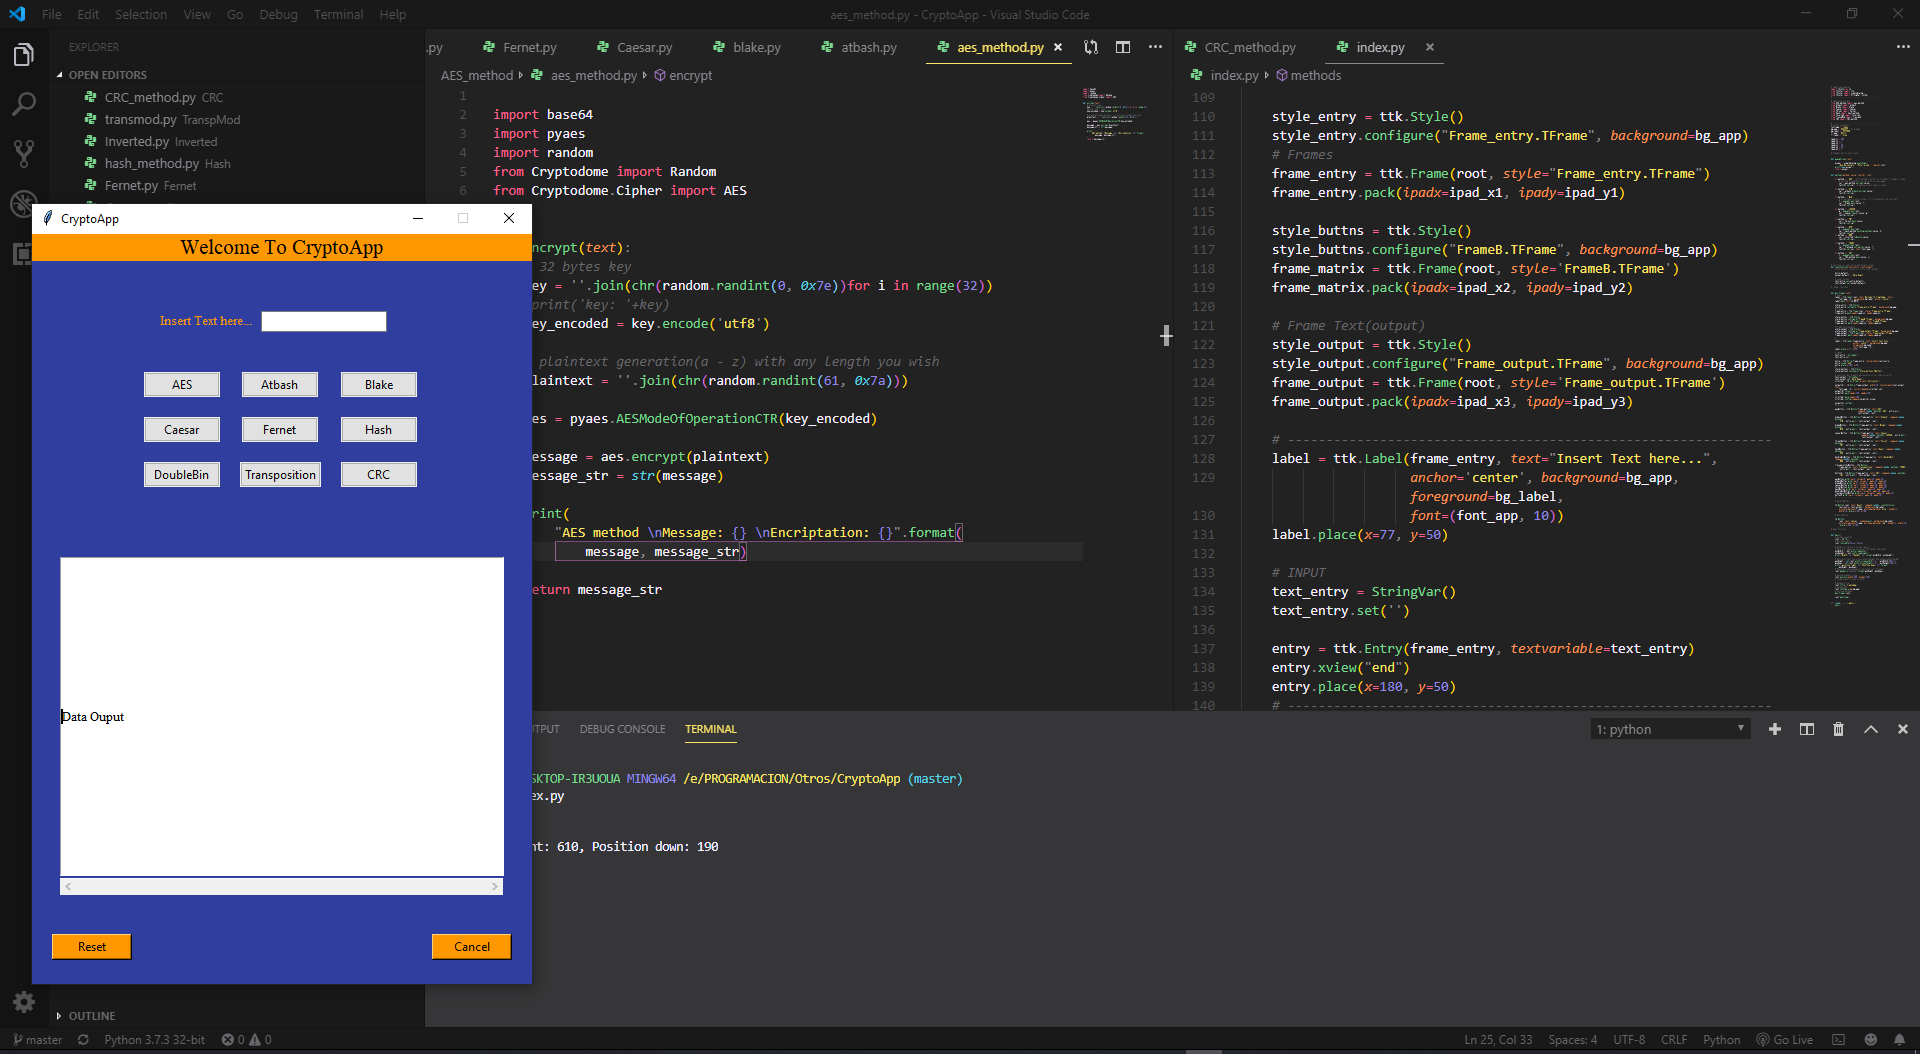 File Edit Selection View Go Debug Terminal Help
aes_method.py - CryptoApp - Visual Studio Code
EXPLORER
OPEN EDITORS
CRC_method.py CRC
transmod.py TranspMod
Inverted.py Inverted
hash_method.py Hash
Fernet.py Fernet
.py Fernet.py Caesar.py blake.py atbash.py aes_method.py
AES_method aes_method.py encrypt
1
2 import base64
3 import pyaes
4 import random
5 from Cryptodome import Random
6 from Cryptodome.Cipher import AES
ncrypt(text):
32 bytes key
ey = ''.join(chr(random.randint(0, 0x7e))for i in range(32))
print('key: '+key)
ey_encoded = key.encode('utf8')
plaintext generation(a - z) with any length you wish
laintext = ''.join(chr(random.randint(61, 0x7a)))
es = pyaes.AESModeOfOperationCTR(key_encoded)
essage = aes.encrypt(plaintext)
essage_str = str(message)
rint(
"AES method \nMessage: {} \nEncriptation: {}".format(
message, message_str)
eturn message_str
CRC_method.py index.py
index.py methods
109
110 style_entry = ttk.Style()
111 style_entry.configure("Frame_entry.TFrame", background=bg_app)
112 # Frames
113 frame_entry = ttk.Frame(root, style="Frame_entry.TFrame")
114 frame_entry.pack(ipadx=ipad_x1, ipady=ipad_y1)
115
116 style_buttns = ttk.Style()
117 style_buttns.configure("FrameB.TFrame", background=bg_app)
118 frame_matrix = ttk.Frame(root, style='FrameB.TFrame')
119 frame_matrix.pack(ipadx=ipad_x2, ipady=ipad_y2)
120
121 # Frame Text(output)
122 style_output = ttk.Style()
123 style_output.configure("Frame_output.TFrame", background=bg_app)
124 frame_output = ttk.Frame(root, style='Frame_output.TFrame')
125 frame_output.pack(ipadx=ipad_x3, ipady=ipad_y3)
126
127 # ---------------------------------------------------------------
128 label = ttk.Label(frame_entry, text="Insert Text here...",
129 anchor='center', background=bg_app,
foreground=bg_label,
130 font=(font_app, 10))
131 label.place(x=77, y=50)
132
133 # INPUT
134 text_entry = StringVar()
135 text_entry.set('')
136
137 entry = ttk.Entry(frame_entry, textvariable=text_entry)
138 entry.xview("end")
139 entry.place(x=180, y=50)
140 # ---------------------------------------------------------------
CryptoApp
Welcome To CryptoApp
Insert Text here...
AES Atbash Blake
Caesar Fernet Hash
DoubleBin Transposition CRC
Data Ouput
Reset Cancel
TPUT DEBUG CONSOLE TERMINAL
1: python
SKTOP-IR3UOUA MINGW64 /e/PROGRAMACION/Otros/CryptoApp (master)
ex.py
nt: 610, Position down: 190
OUTLINE
master Python 3.7.3 32-bit 0 0
Ln 25, Col 33 Spaces: 4 UTF-8 CRLF Python Go Live